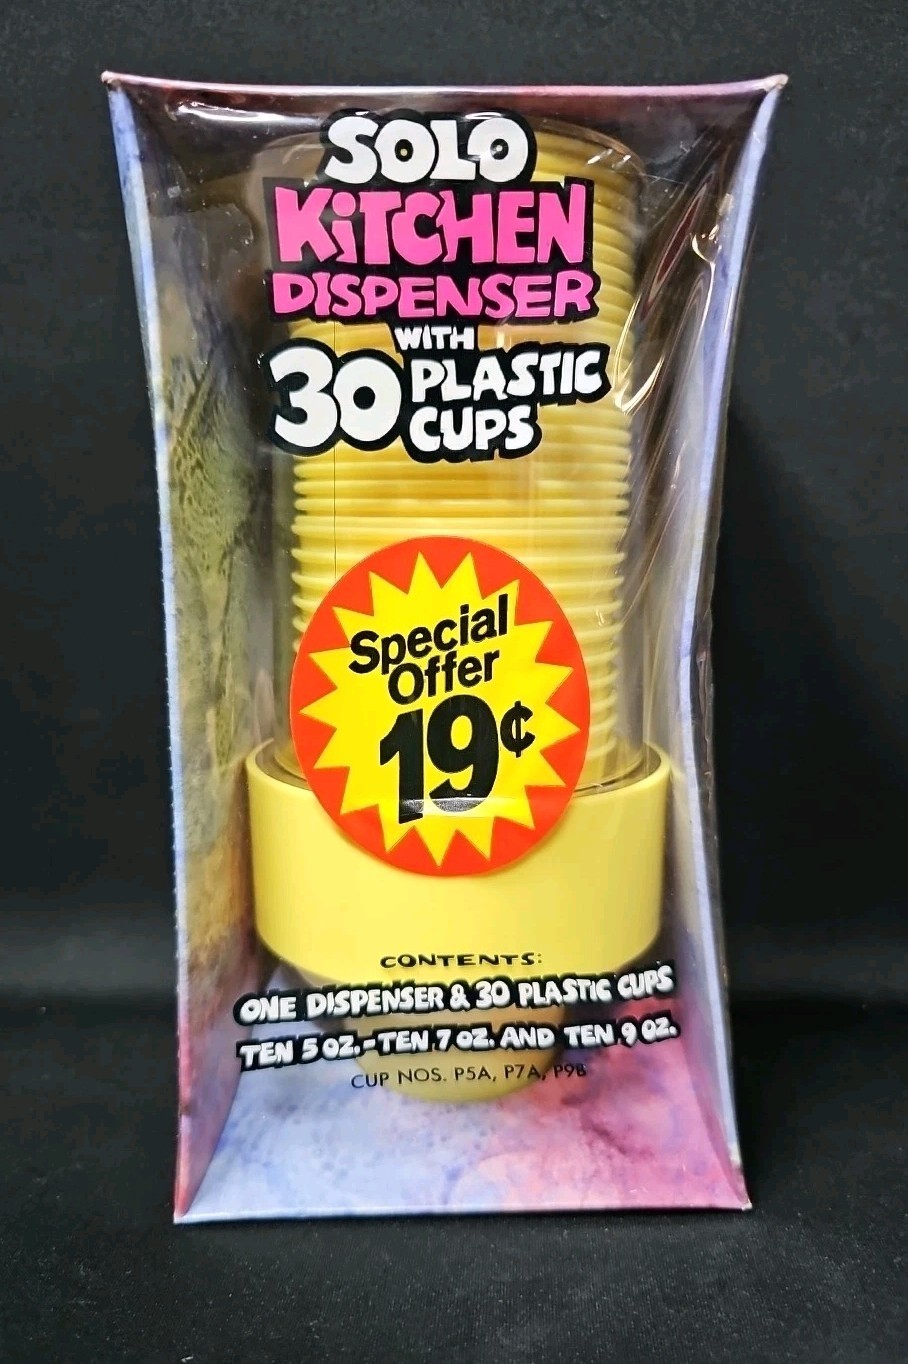 SOLO
KiTCHEN
DISPENSER
WITH
30 PLASTIC
CUPS
Special
Offer
19¢
CONTENTS:
ONE DISPENSER & 30 PLASTIC CUPS
TEN 5 OZ.-TEN 7 OZ. AND TEN 9 OZ.
CUP NOS. P5A, P7A, P9B